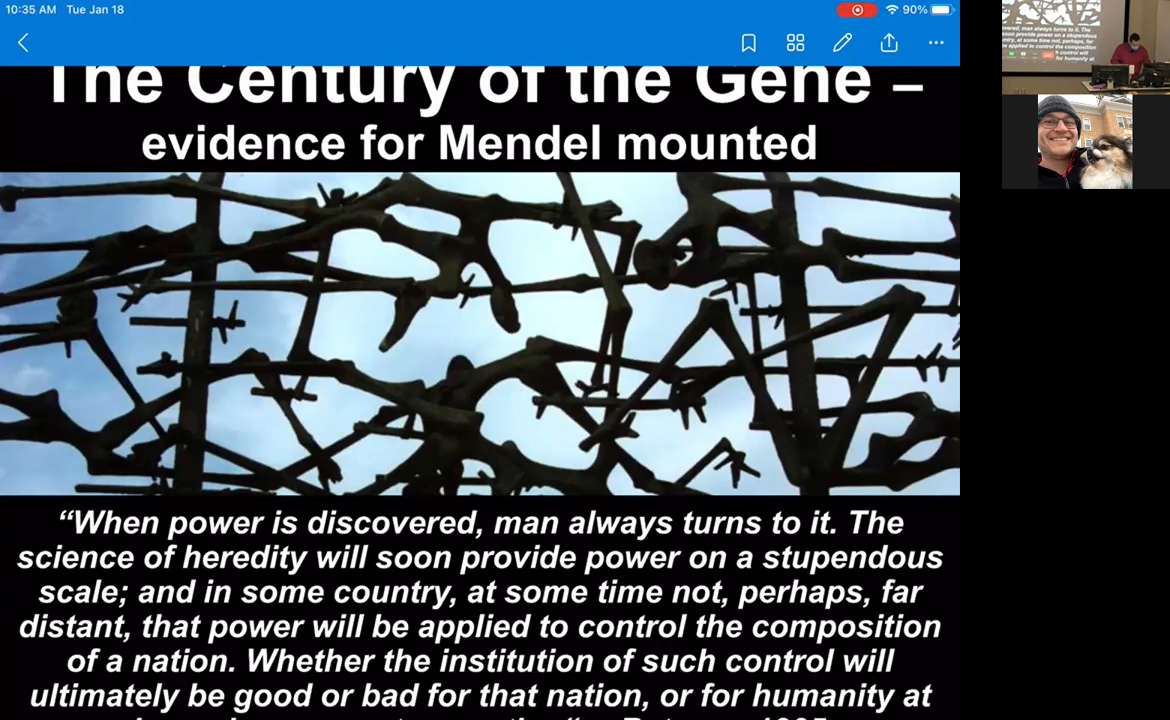 10:35 AM Tue Jan 18
90%
The Century of the Gene –
evidence for Mendel mounted
“When power is discovered, man always turns to it. The
science of heredity will soon provide power on a stupendous
scale; and in some country, at some time not, perhaps, far
distant, that power will be applied to control the composition
of a nation. Whether the institution of such control will
ultimately be good or bad for that nation, or for humanity at